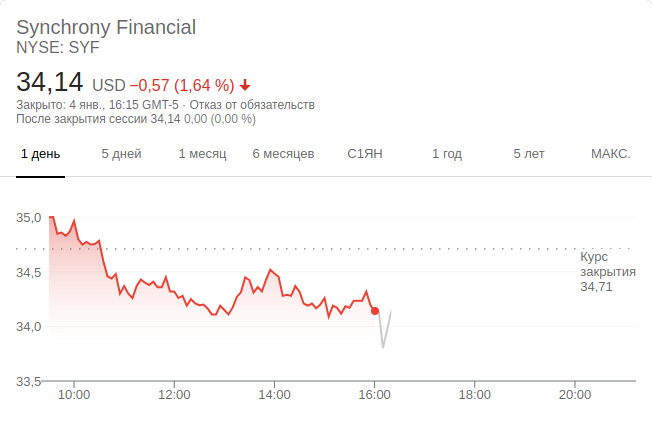 Synchrony Financial
NYSE: SYF
34,14 USD −0,57 (1,64 %)
Закрыто: 4 янв., 16:15 GMT-5 · Отказ от обязательств
После закрытия сессии 34,14 0,00 (0,00 %)
1 день 5 дней 1 месяц 6 месяцев С1ЯН 1 год 5 лет МАКС.
35,0
Курс
закрытия
34,5
34,71
34,0
33,5
10:00 12:00 14:00 16:00 18:00 20:00